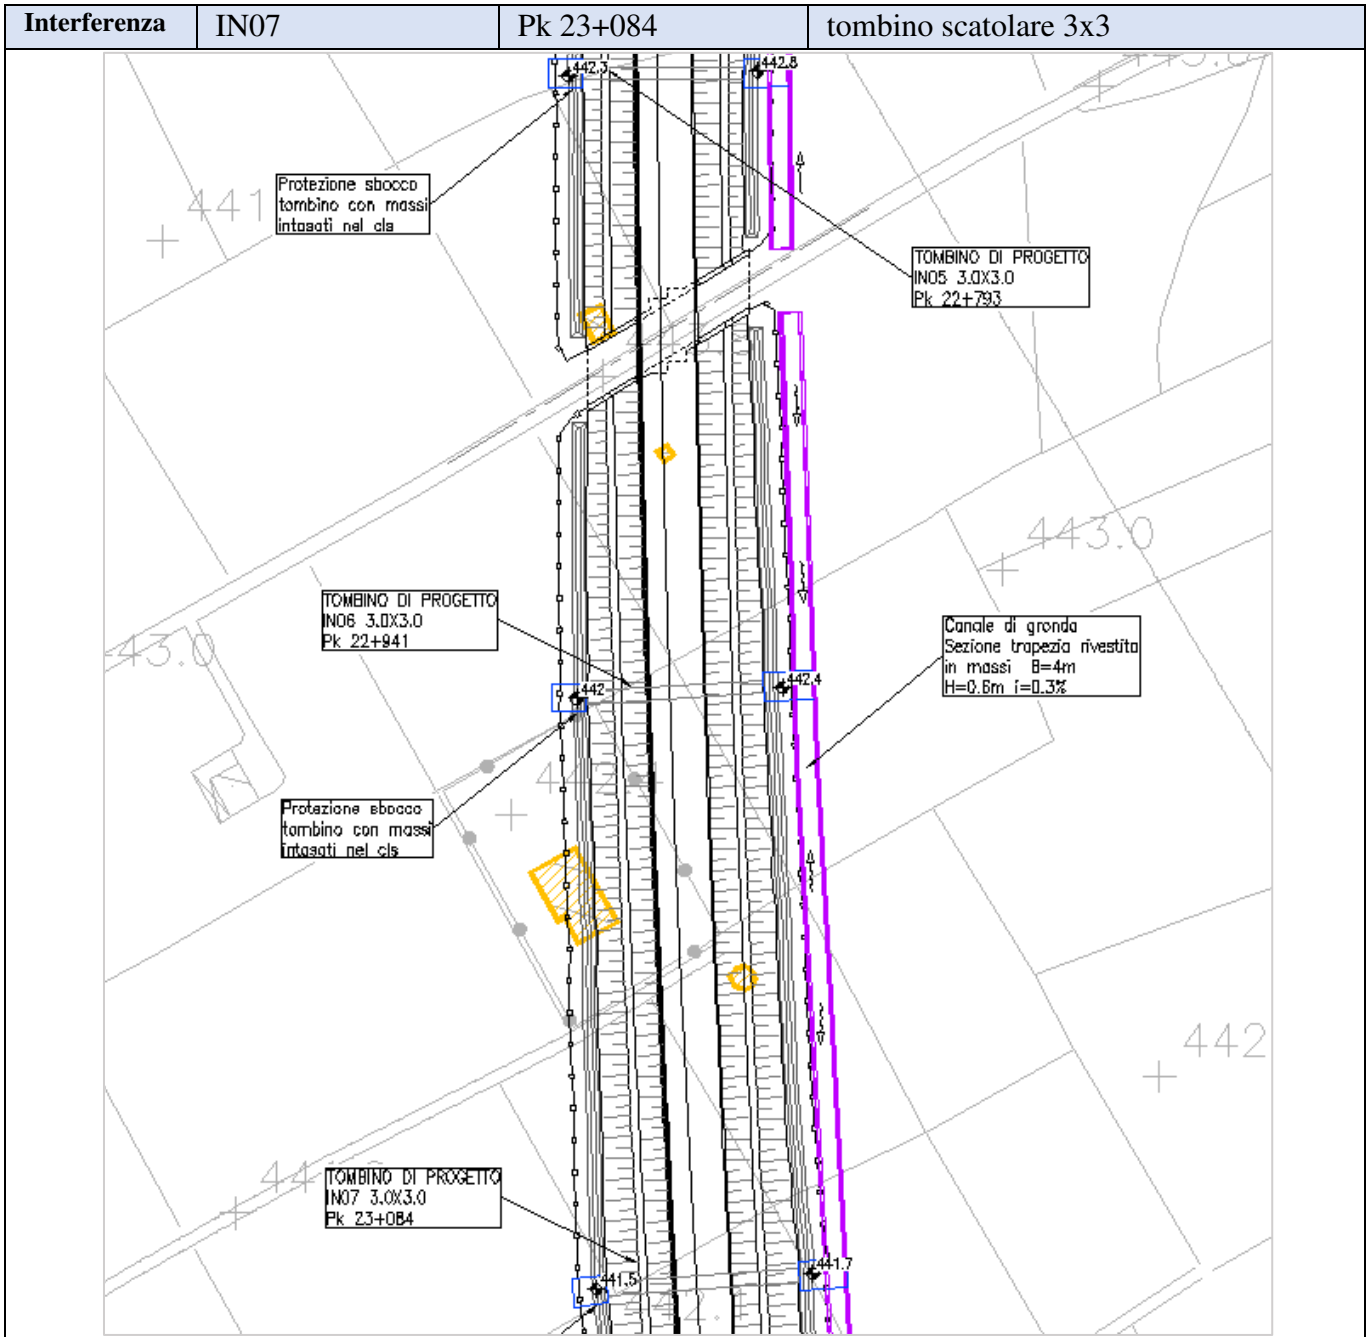 Interferenza IN07 Pk 23+084 tombino scatolare 3x3
442.3
442.8
443.0
Protezione sbocco
tombino con massi
intasati nel cls
441
TOMBINO DI PROGETTO
IN05 3.0X3.0
Pk 22+793
443.0
TOMBINO DI PROGETTO
IN06 3.0X3.0
Pk 22+941
Canale di gronda
Sezione trapezia rivestita
in massi B=4m
H=0.6m i=0.3%
43.0
442
442.4
442.4
Protezione sbocco
tombino con massi
intasati nel cls
442
TOMBINO DI PROGETTO
IN07 3.0X3.0
Pk 23+084
441.5
441.7